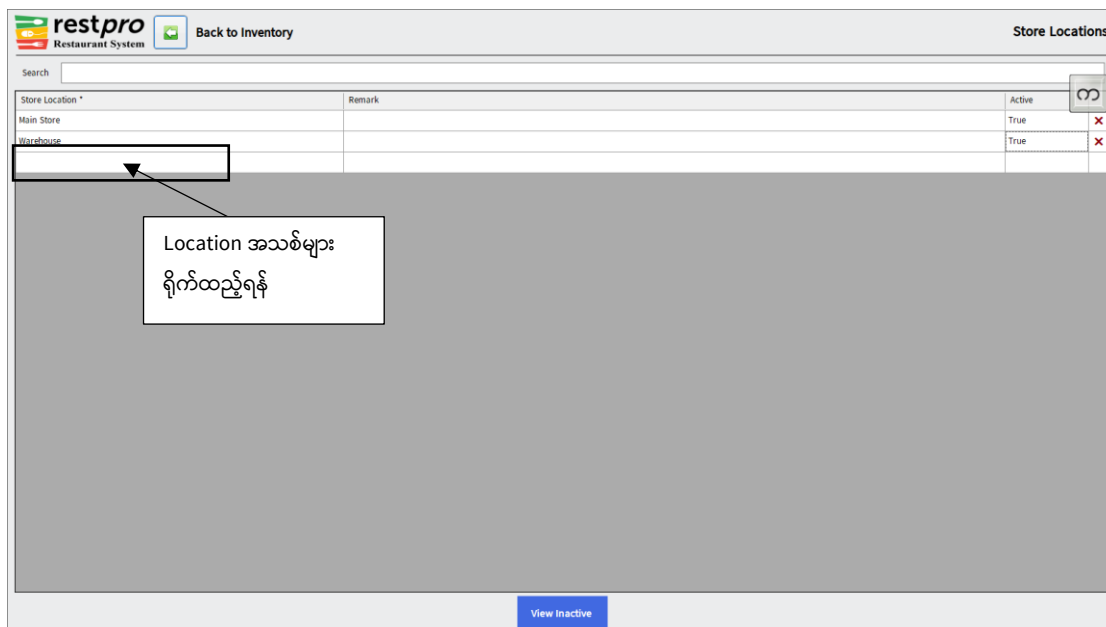 restpro
Restaurant System
Back to Inventory
Store Locations
Search
က
Store Location *
Remark
Active
Main Store
True
Warehouse
True
Location အသစ်များ
ရိုက်ထည့်ရန်
View Inactive